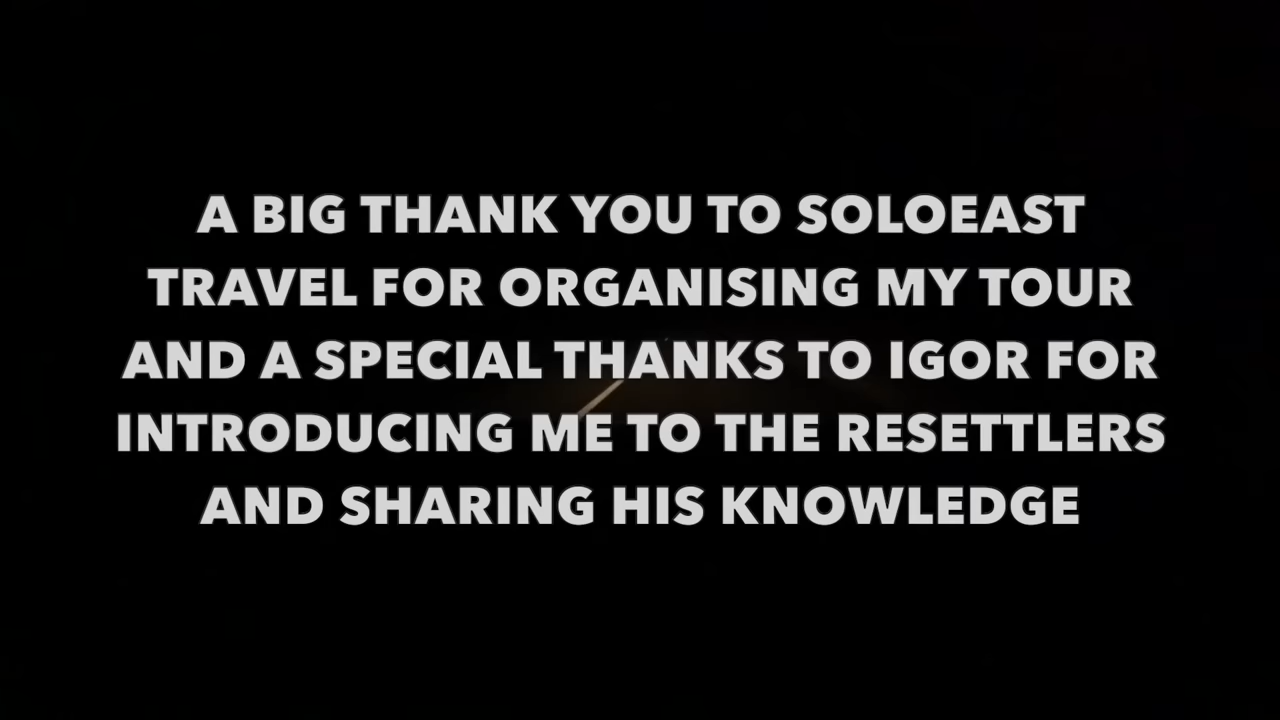 A BIG THANK YOU TO SOLOEAST
TRAVEL FOR ORGANISING MY TOUR
AND A SPECIAL THANKS TO IGOR FOR
INTRODUCING ME TO THE RESETTLERS
AND SHARING HIS KNOWLEDGE